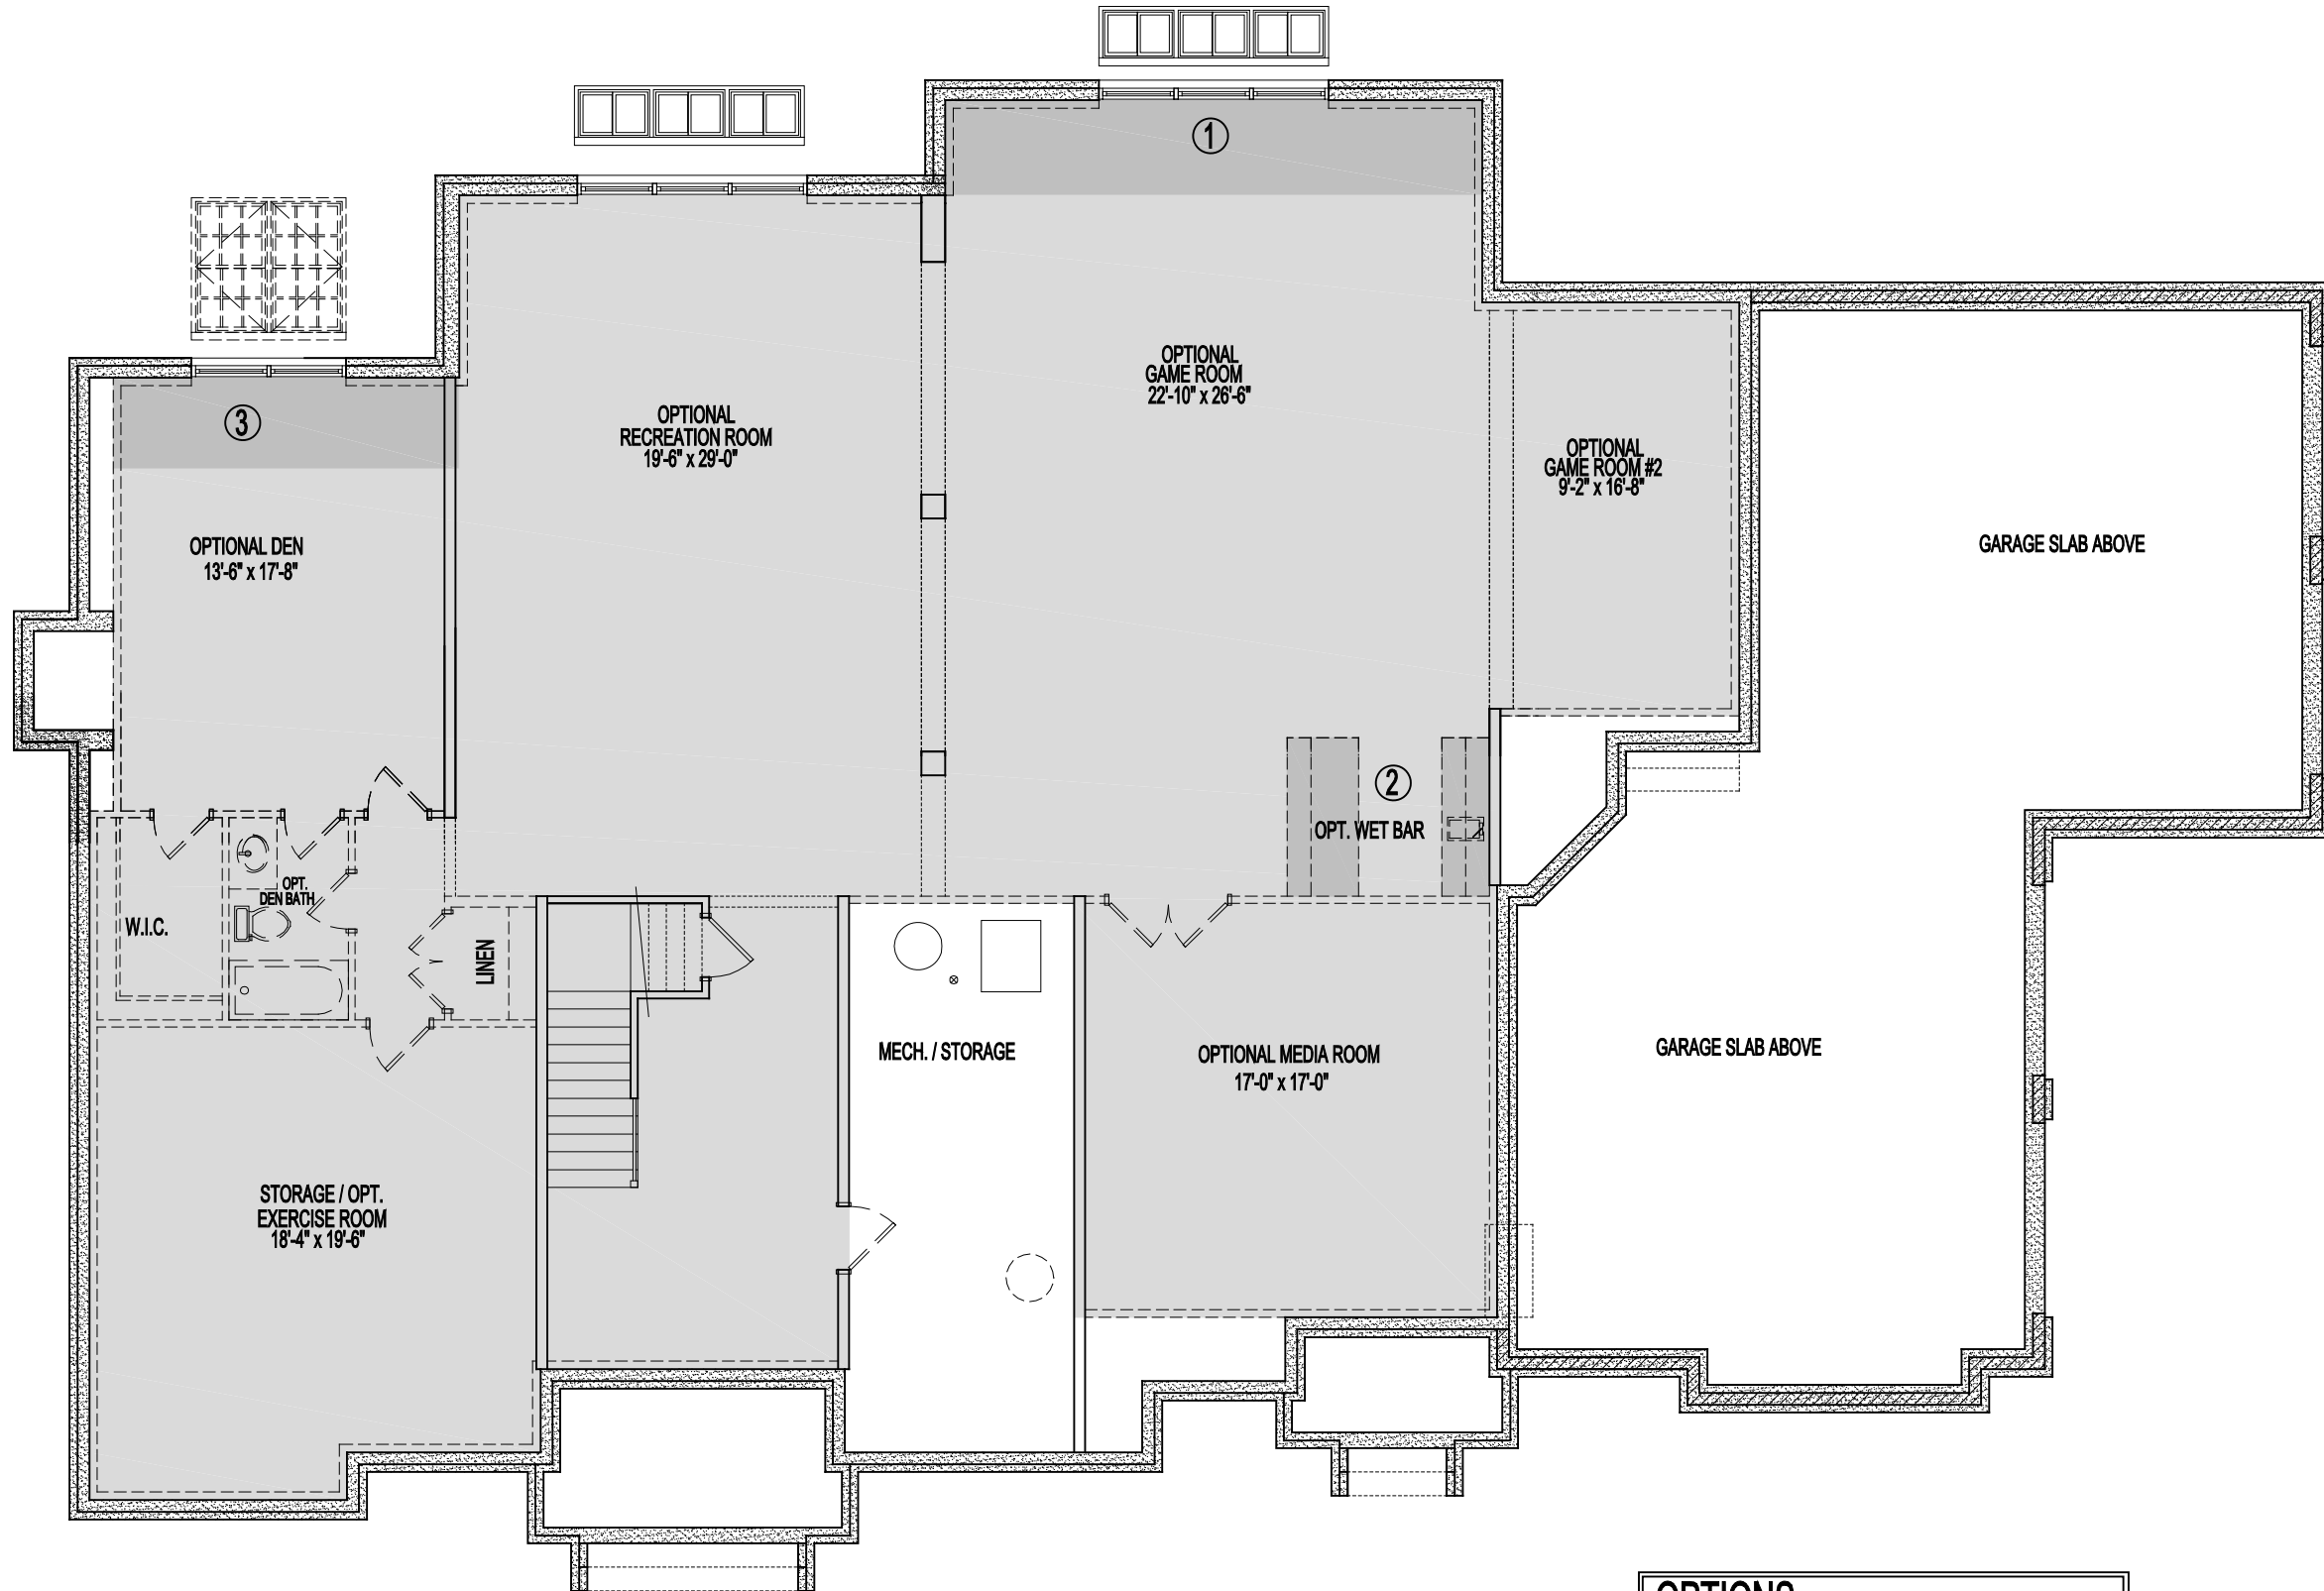 ①
OPTIONAL
GAME ROOM
22'-10" x 26'-6"
③
OPTIONAL
RECREATION ROOM
19'-6" x 29'-0"
OPTIONAL
GAME ROOM #2
9'-2" x 16'-8"
OPTIONAL DEN
13'-6" x 17'-8"
GARAGE SLAB ABOVE
②
OPT. WET BAR
OPT.
DEN BATH
W.I.C.
LINEN
MECH. / STORAGE
OPTIONAL MEDIA ROOM
17'-0" x 17'-0"
GARAGE SLAB ABOVE
STORAGE / OPT.
EXERCISE ROOM
18'-4" x 19'-6"
OPTIONS